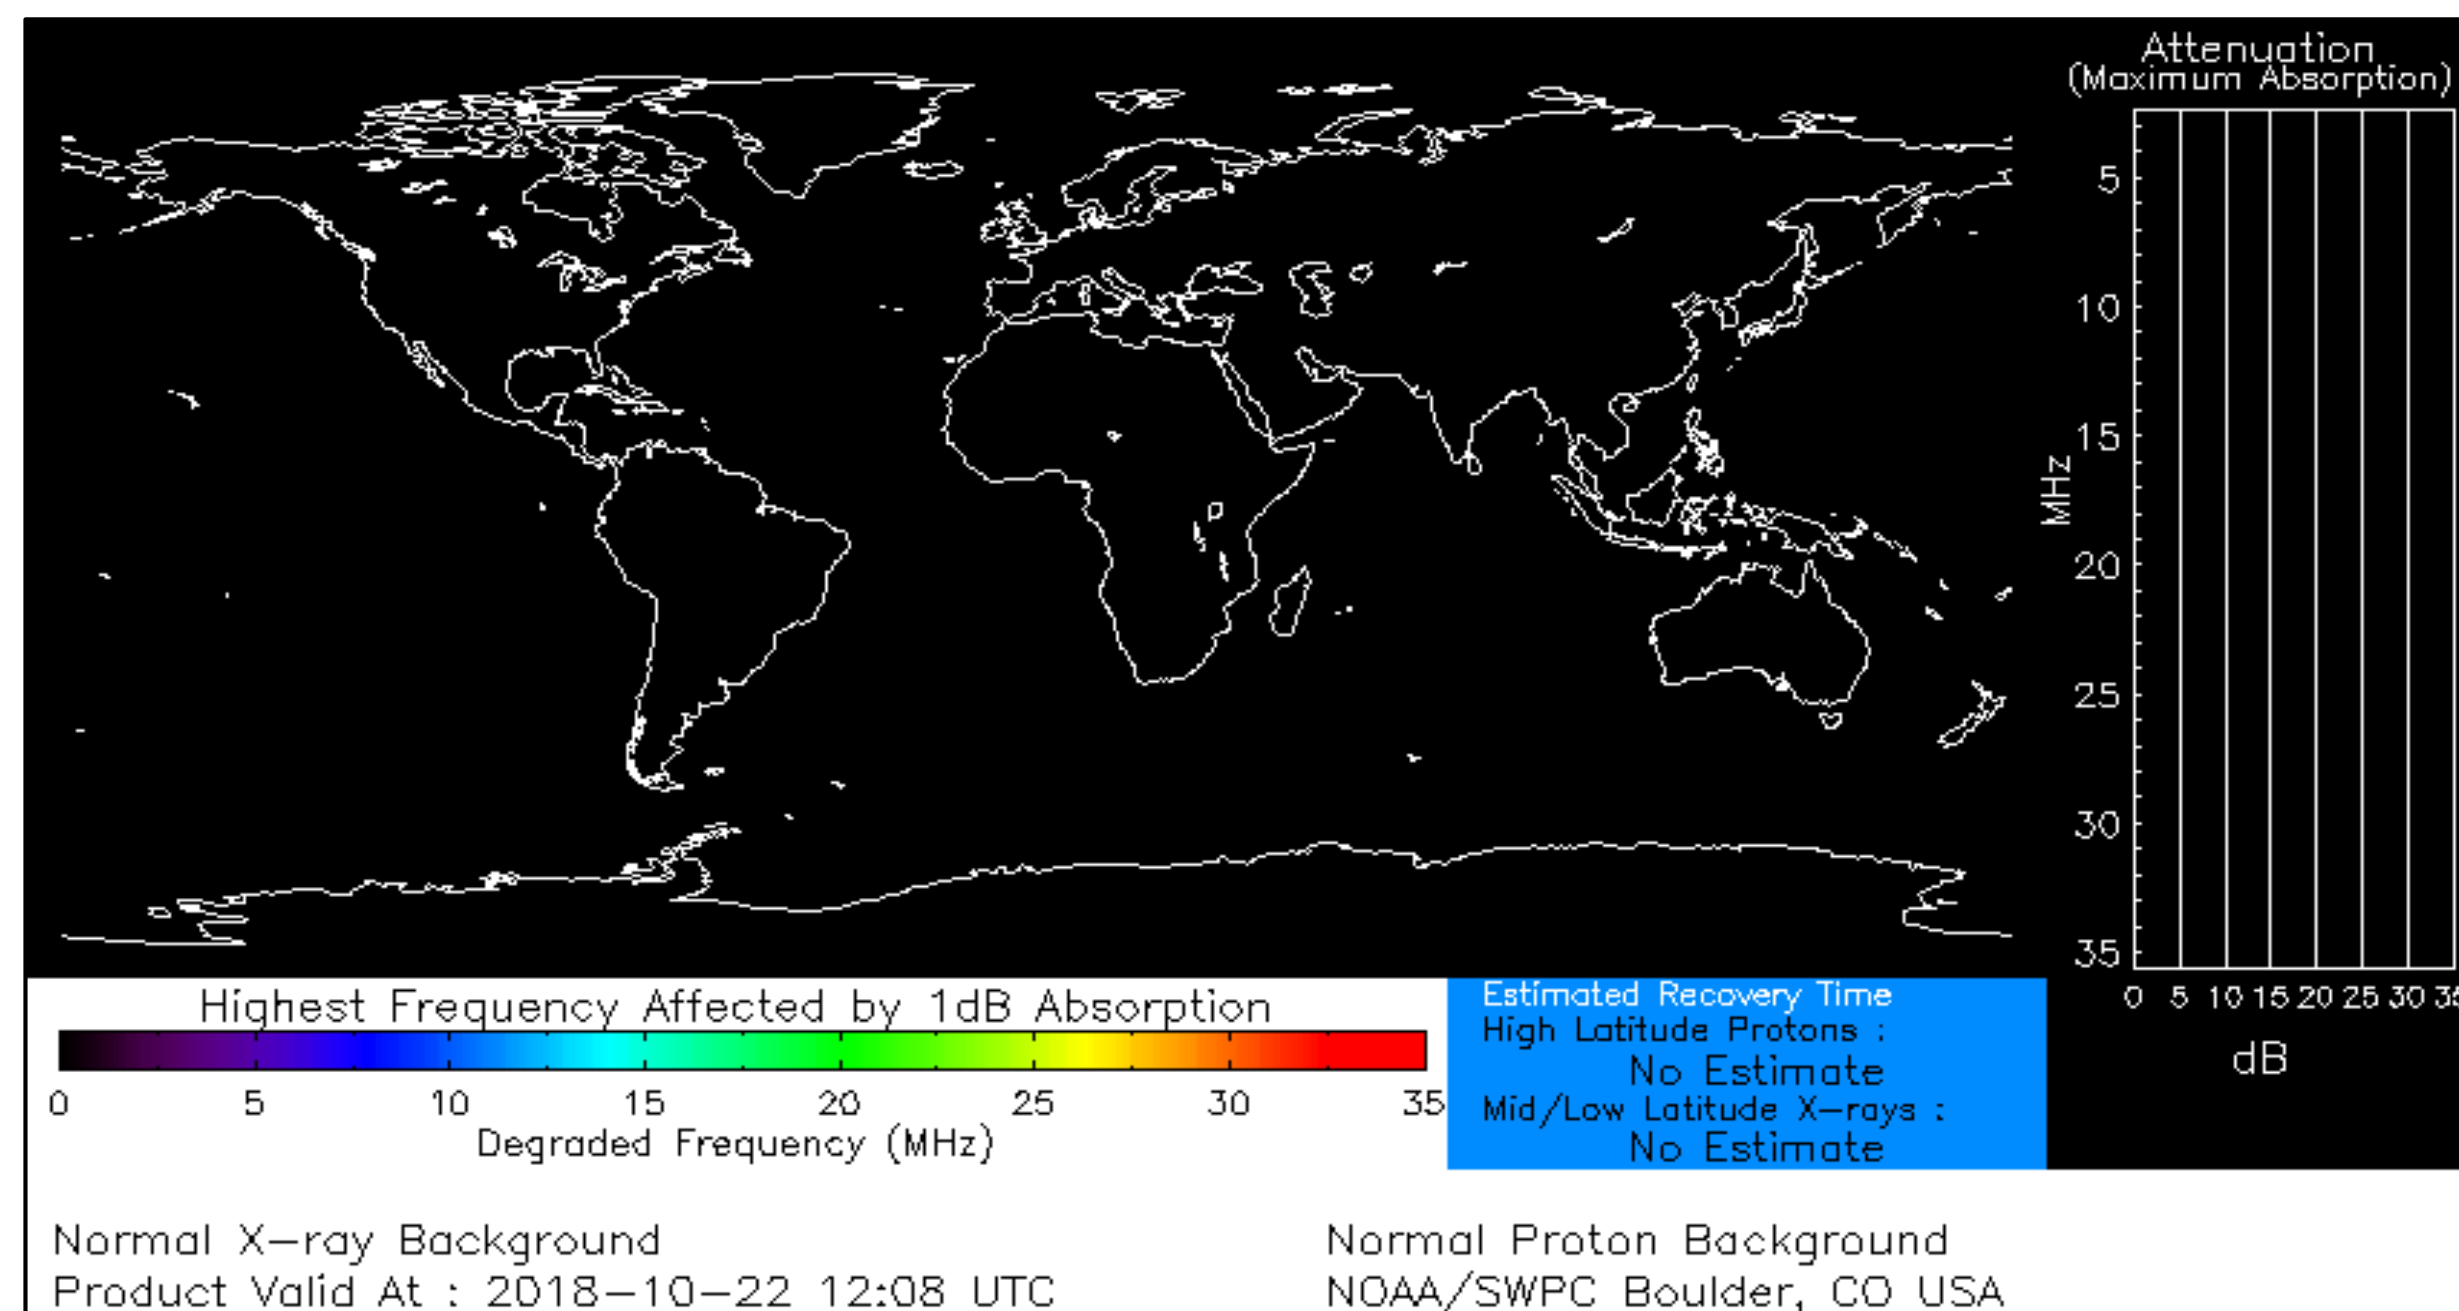 Attenuation
(Maximum Absorption)
5
10
15
20
25
30
35
MHz
0 5 10 15 20 25 30 35
dB
Highest Frequency Affected by 1dB Absorption
0 5 10 15 20 25 30 35
Degraded Frequency (MHz)
Estimated Recovery Time
High Latitude Protons :
No Estimate
Mid/Low Latitude X-rays :
No Estimate
Normal X-ray Background
Normal Proton Background
Product Valid At : 2018-10-22 12:08 UTC
NOAA/SWPC Boulder, CO USA